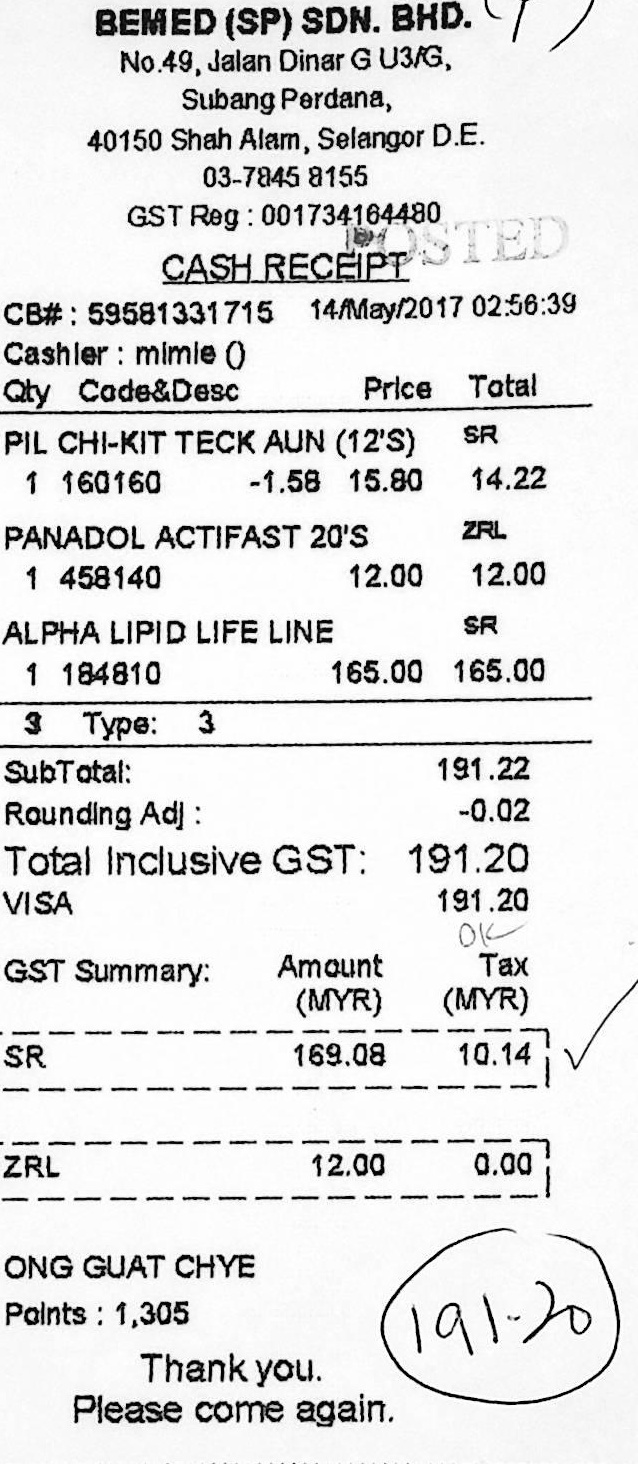 BEMED (SP) SDN. BHD.
No.49, Jalan Dinar G U3/G,
Subang Perdana,
40150 Shah Alam, Selangor D.E.
03-7845 8155
GST Reg : 001734164480
POSTED
CASH RECEIPT
CB# : 59581331715 14/May/2017 02:56:39
Cashier : mimie ()
Qty Code&Desc Price Total
PIL CHI-KIT TECK AUN (12'S) SR
1 160160 -1.58 15.80 14.22
PANADOL ACTIFAST 20'S ZRL
1 458140 12.00 12.00
ALPHA LIPID LIFE LINE SR
1 184810 165.00 165.00
3 Type: 3
SubTotal: 191.22
Rounding Adj : -0.02
Total Inclusive GST: 191.20
VISA 191.20
OK
GST Summary: Amount Tax
(MYR) (MYR)
SR 169.08 10.14
ZRL 12.00 0.00
ONG GUAT CHYE
Points : 1,305
191-20
Thank you.
Please come again.